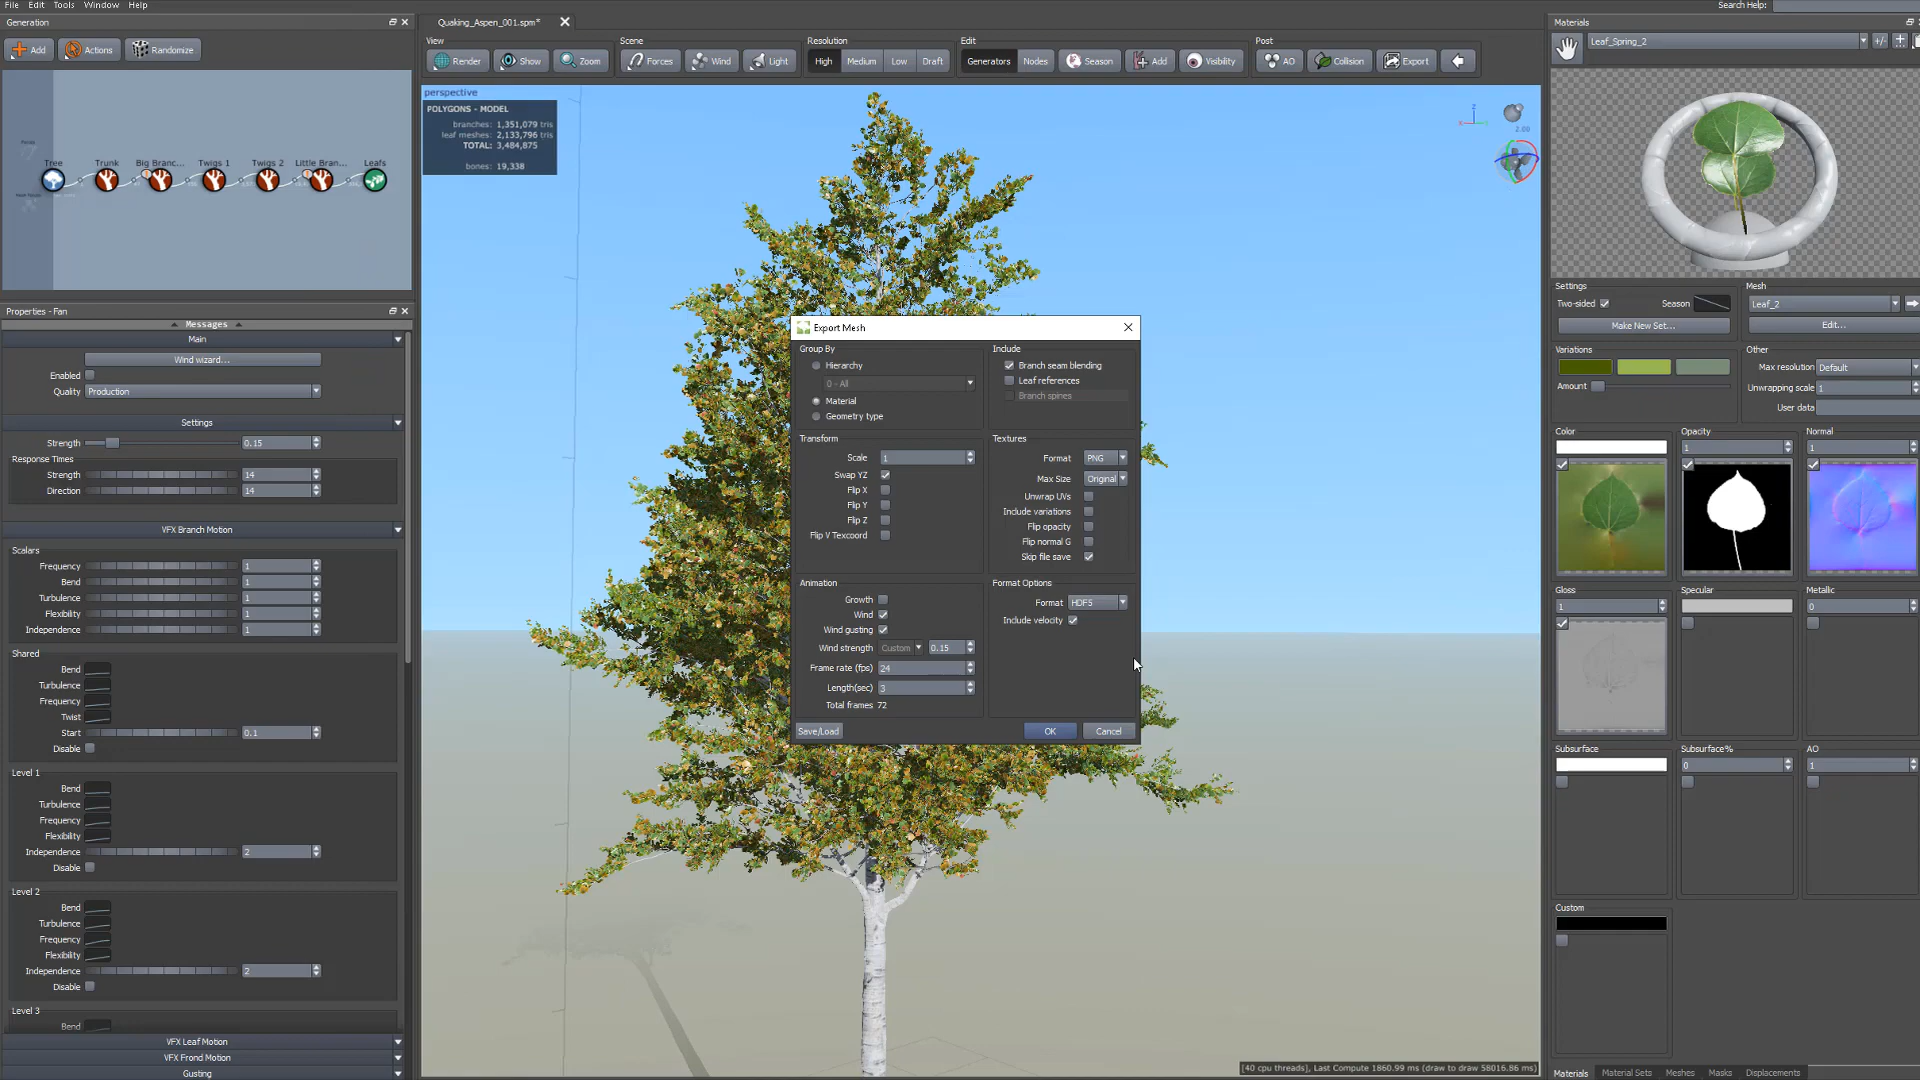 File Edit Tools Window Help
Search Help:
Generation
Quaking_Aspen_001.spm*
Materials
Add Actions Randomize
View Scene Resolution Edit Post
Render Show Zoom Forces Wind Light High Medium Low Draft Generators Nodes Season Add Visibility AO Collision Export
Leaf_Spring_2
+/-
perspective
POLYGONS - MODEL
branches: 1,351,079 tris
leaf meshes: 2,133,796 tris
TOTAL: 3,484,875
bones: 19,338
2.00
Tree Trunk Big Branc... Twigs 1 Twigs 2 Little Bran... Leafs
Properties - Fan
Messages
Main
Wind wizard...
Enabled
Quality Production
Settings
Strength 0.15
Response Times
Strength 14
Direction 14
VFX Branch Motion
Scalars
Frequency 1
Bend 1
Turbulence 1
Flexibility 1
Independence 1
Shared
Bend
Turbulence
Frequency
Twist
Start 0.1
Disable
Level 1
Bend
Turbulence
Frequency
Flexibility
Independence 2
Disable
Level 2
Bend
Turbulence
Frequency
Flexibility
Independence 2
Disable
Level 3
Bend
VFX Leaf Motion
VFX Frond Motion
Gusting
Export Mesh
Group By
Hierarchy
0 - All
Material
Geometry type
Include
Branch seam blending
Leaf references
Branch spines
Transform
Scale 1
Swap YZ
Flip X
Flip Y
Flip Z
Flip V Texcoord
Textures
Format PNG
Max Size Original
Unwrap UVs
Include variations
Flip opacity
Flip normal G
Skip file save
Animation
Growth
Wind
Wind gusting
Wind strength Custom 0.15
Frame rate (fps) 24
Length(sec) 3
Total frames 72
Format Options
Format HDF5
Include velocity
Save/Load OK Cancel
[40 cpu threads], Last Compute 1860.99 ms (draw to draw 58016.86 ms)
Settings
Two-sided Season
Make New Set...
Mesh
Leaf_2
Edit...
Variations
Amount
Other
Max resolution Default
Unwrapping scale 1
User data
Color Opacity Normal
1 1
Gloss Specular Metallic
1 0
Subsurface Subsurface% AO
0 1
Custom
Materials Material Sets Meshes Masks Displacements